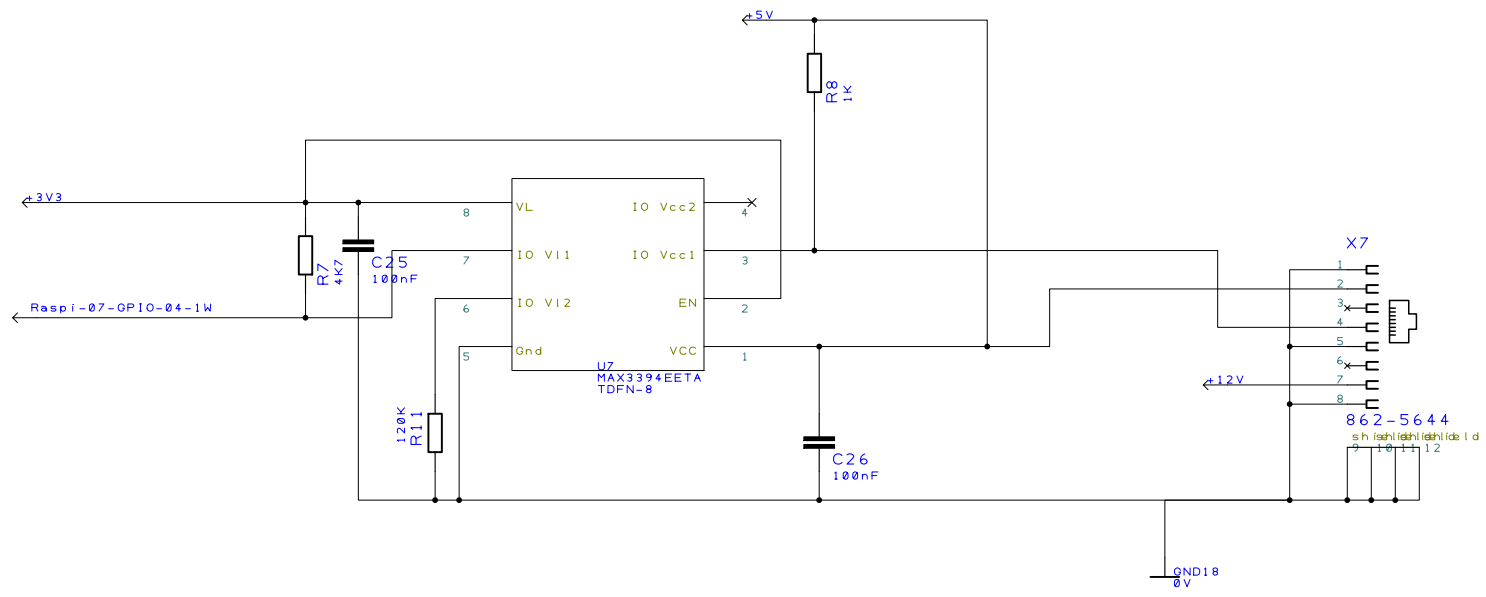 +5V
R8
1K
+3V3
8
VL
IO Vcc2
4
R7
4K7
C25
100nF
7
IO Vl1
IO Vcc1
3
X7
1
2
3
4
5
6
7
8
Raspi-07-GPIO-04-1W
6
IO Vl2
EN
2
5
Gnd
VCC
1
U7
MAX3394EETA
TDFN-8
+12V
120K
R11
862-5644
9
10
11
12
C26
100nF
GND18
0V